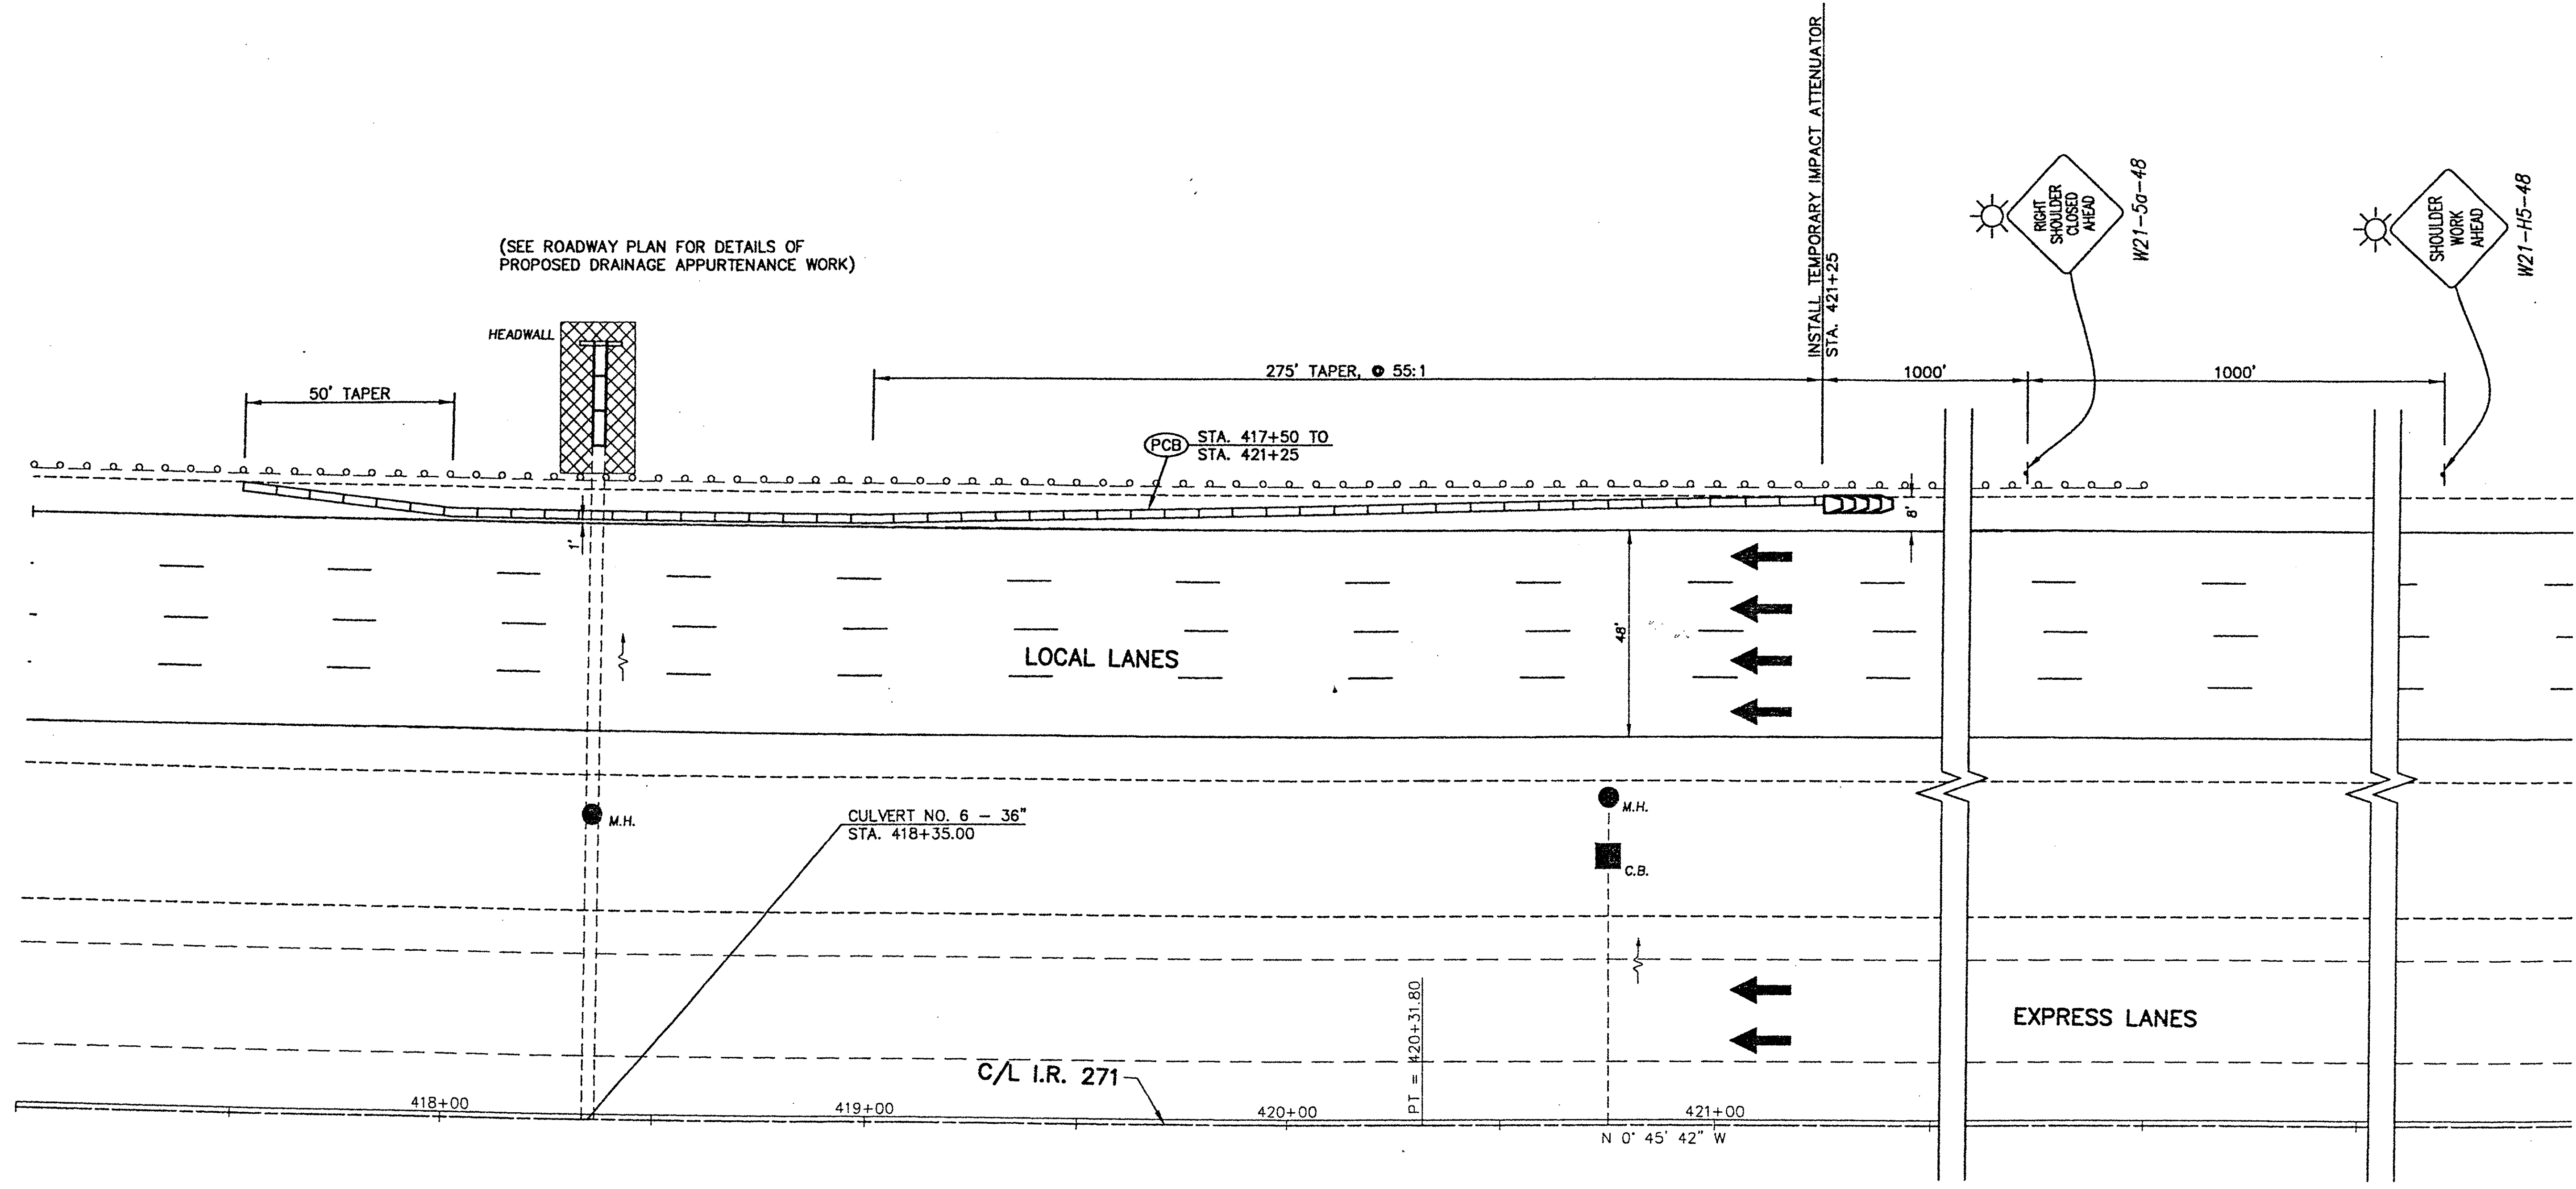 INSTALL TEMPORARY IMPACT ATTENUATOR
STA. 421+25
RIGHT
SHOULDER
CLOSED
AHEAD
W21-5a-48
SHOULDER
WORK
AHEAD
W21-H5-48
(SEE ROADWAY PLAN FOR DETAILS OF
PROPOSED DRAINAGE APPURTENANCE WORK)
HEADWALL
50' TAPER
275' TAPER, @ 55:1
1000'
1000'
PCB
STA. 417+50 TO
STA. 421+25
1'
8'
48'
LOCAL LANES
M.H.
CULVERT NO. 6 - 36"
STA. 418+35.00
M.H.
C.B.
PT = 420+31.80
EXPRESS LANES
C/L I.R. 271
418+00
419+00
420+00
421+00
N 0° 45' 42" W